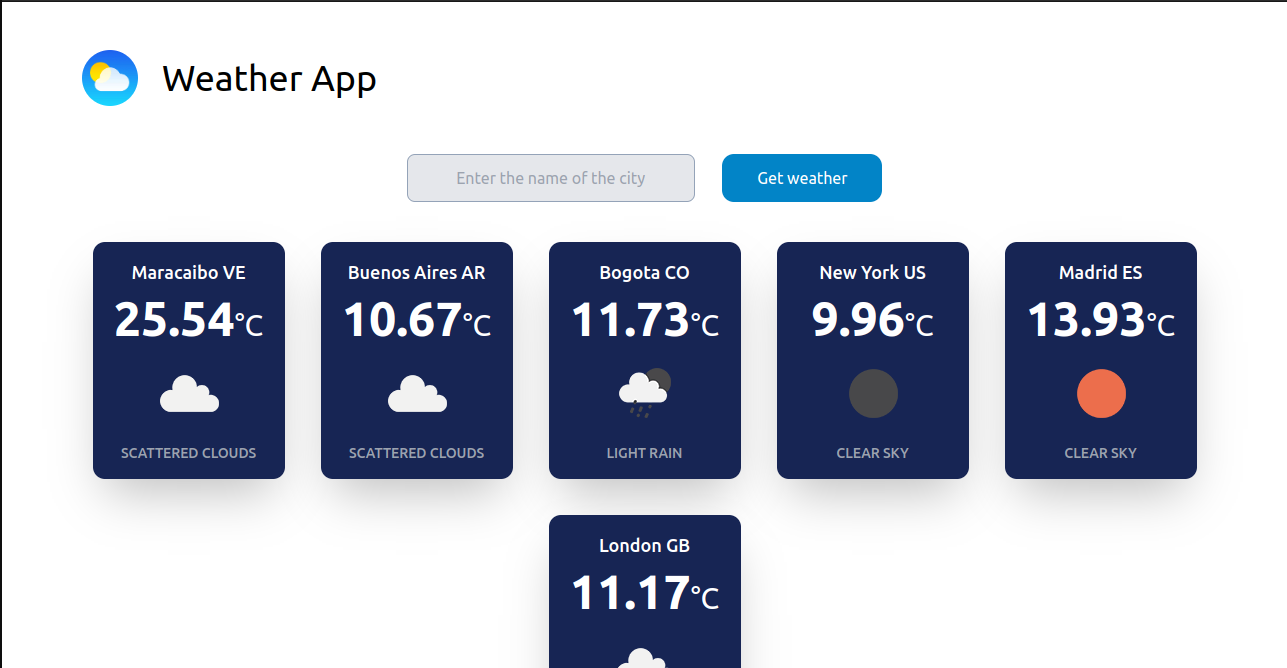 Weather App
Enter the name of the city
Get weather
Maracaibo VE
25.54°C
SCATTERED CLOUDS
Buenos Aires AR
10.67°C
SCATTERED CLOUDS
Bogota CO
11.73°C
LIGHT RAIN
New York US
9.96°C
CLEAR SKY
Madrid ES
13.93°C
CLEAR SKY
London GB
11.17°C